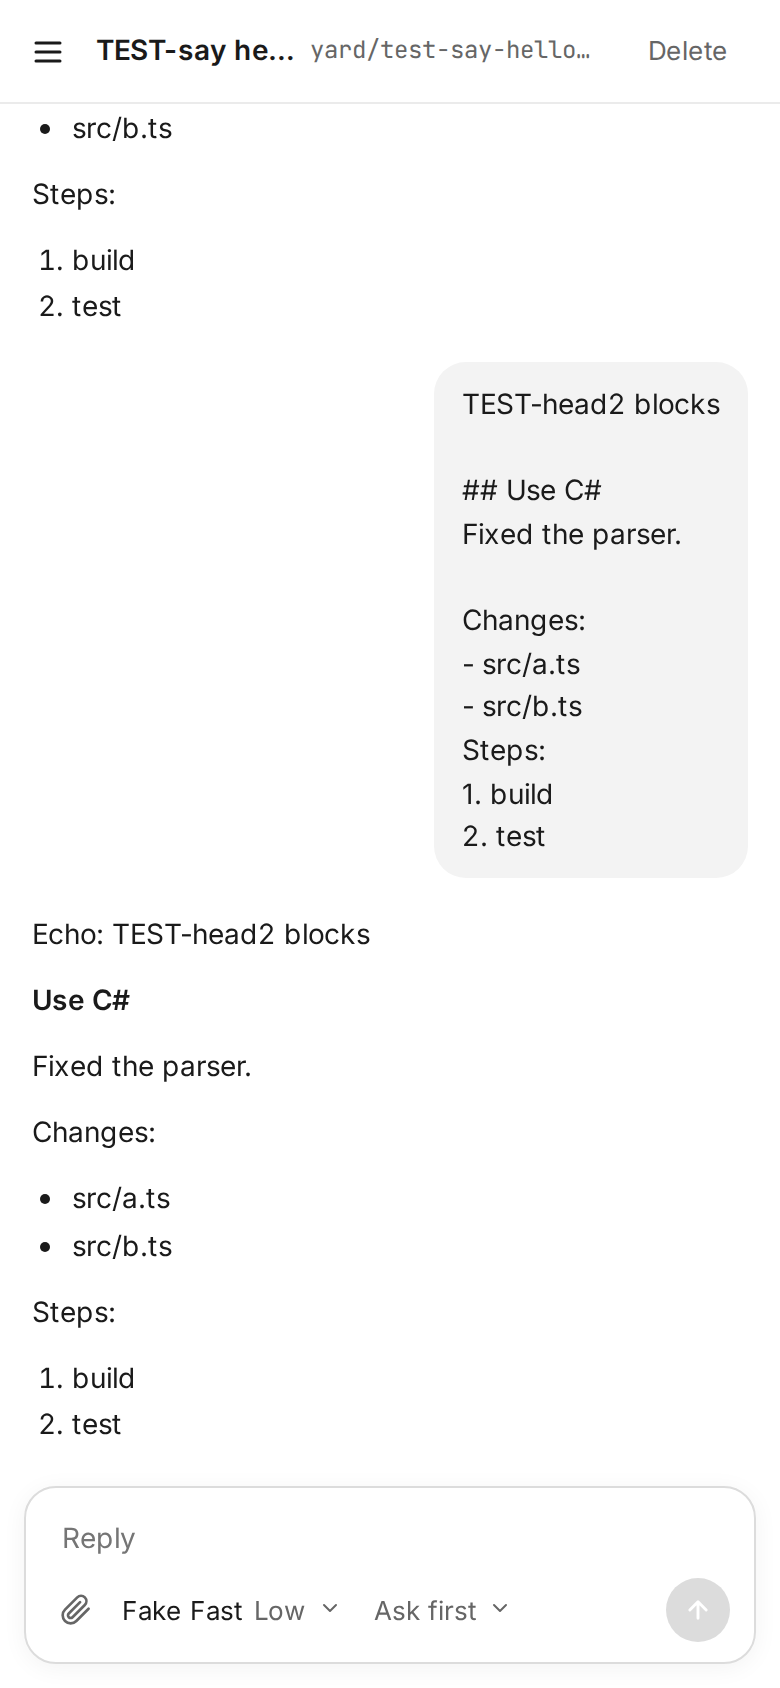 TEST-say he... yard/test-say-hello... Delete
• src/b.ts
Steps:
1. build
2. test
TEST-head2 blocks
## Use C#
Fixed the parser.
Changes:
- src/a.ts
- src/b.ts
Steps:
1. build
2. test
Echo: TEST-head2 blocks
Use C#
Fixed the parser.
Changes:
• src/a.ts
• src/b.ts
Steps:
1. build
2. test
Reply
Fake Fast Low Ask first